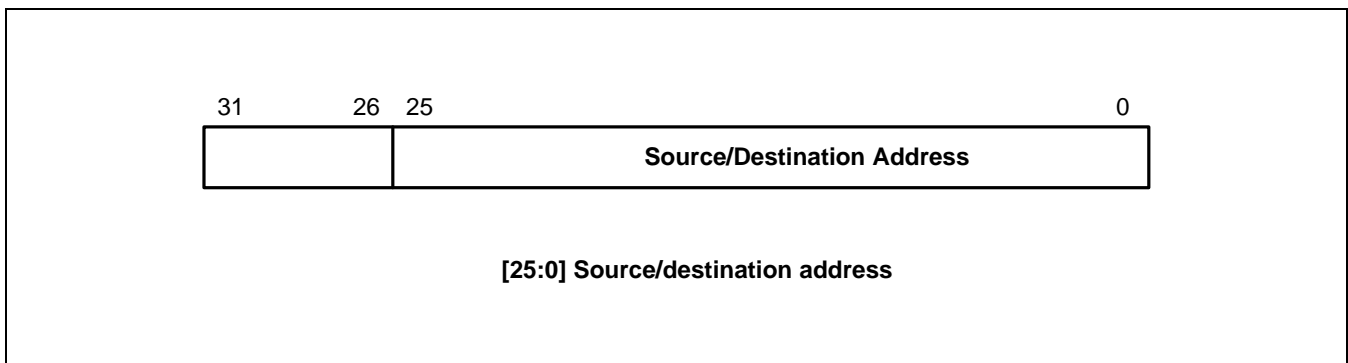 31 26 25 0
Source/Destination Address
[25:0] Source/destination address